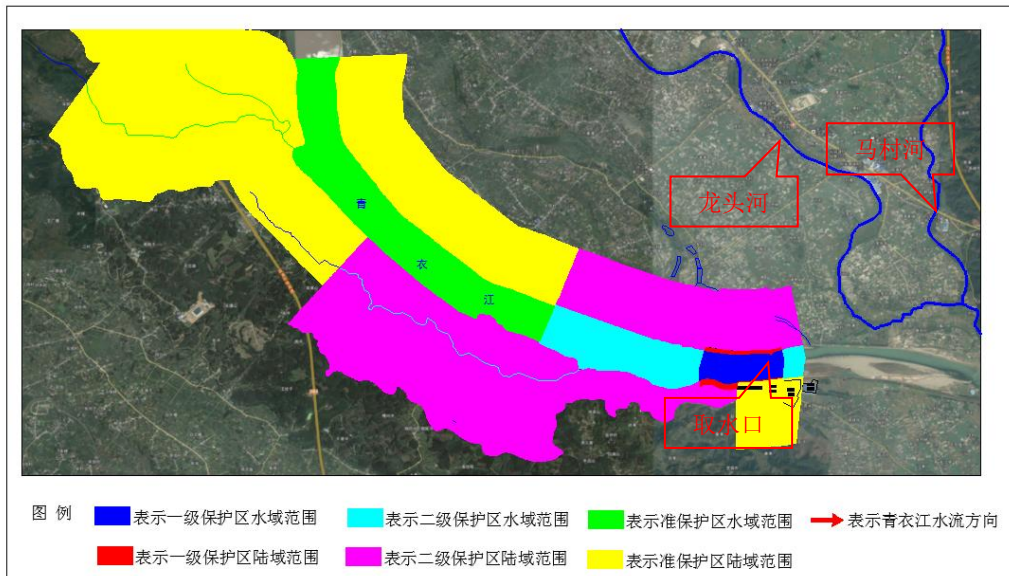 马村河
龙头河
青
衣
江
取水口
图 例
表示一级保护区水域范围
表示二级保护区水域范围
表示准保护区水域范围
表示青衣江水流方向
表示一级保护区陆域范围
表示二级保护区陆域范围
表示准保护区陆域范围